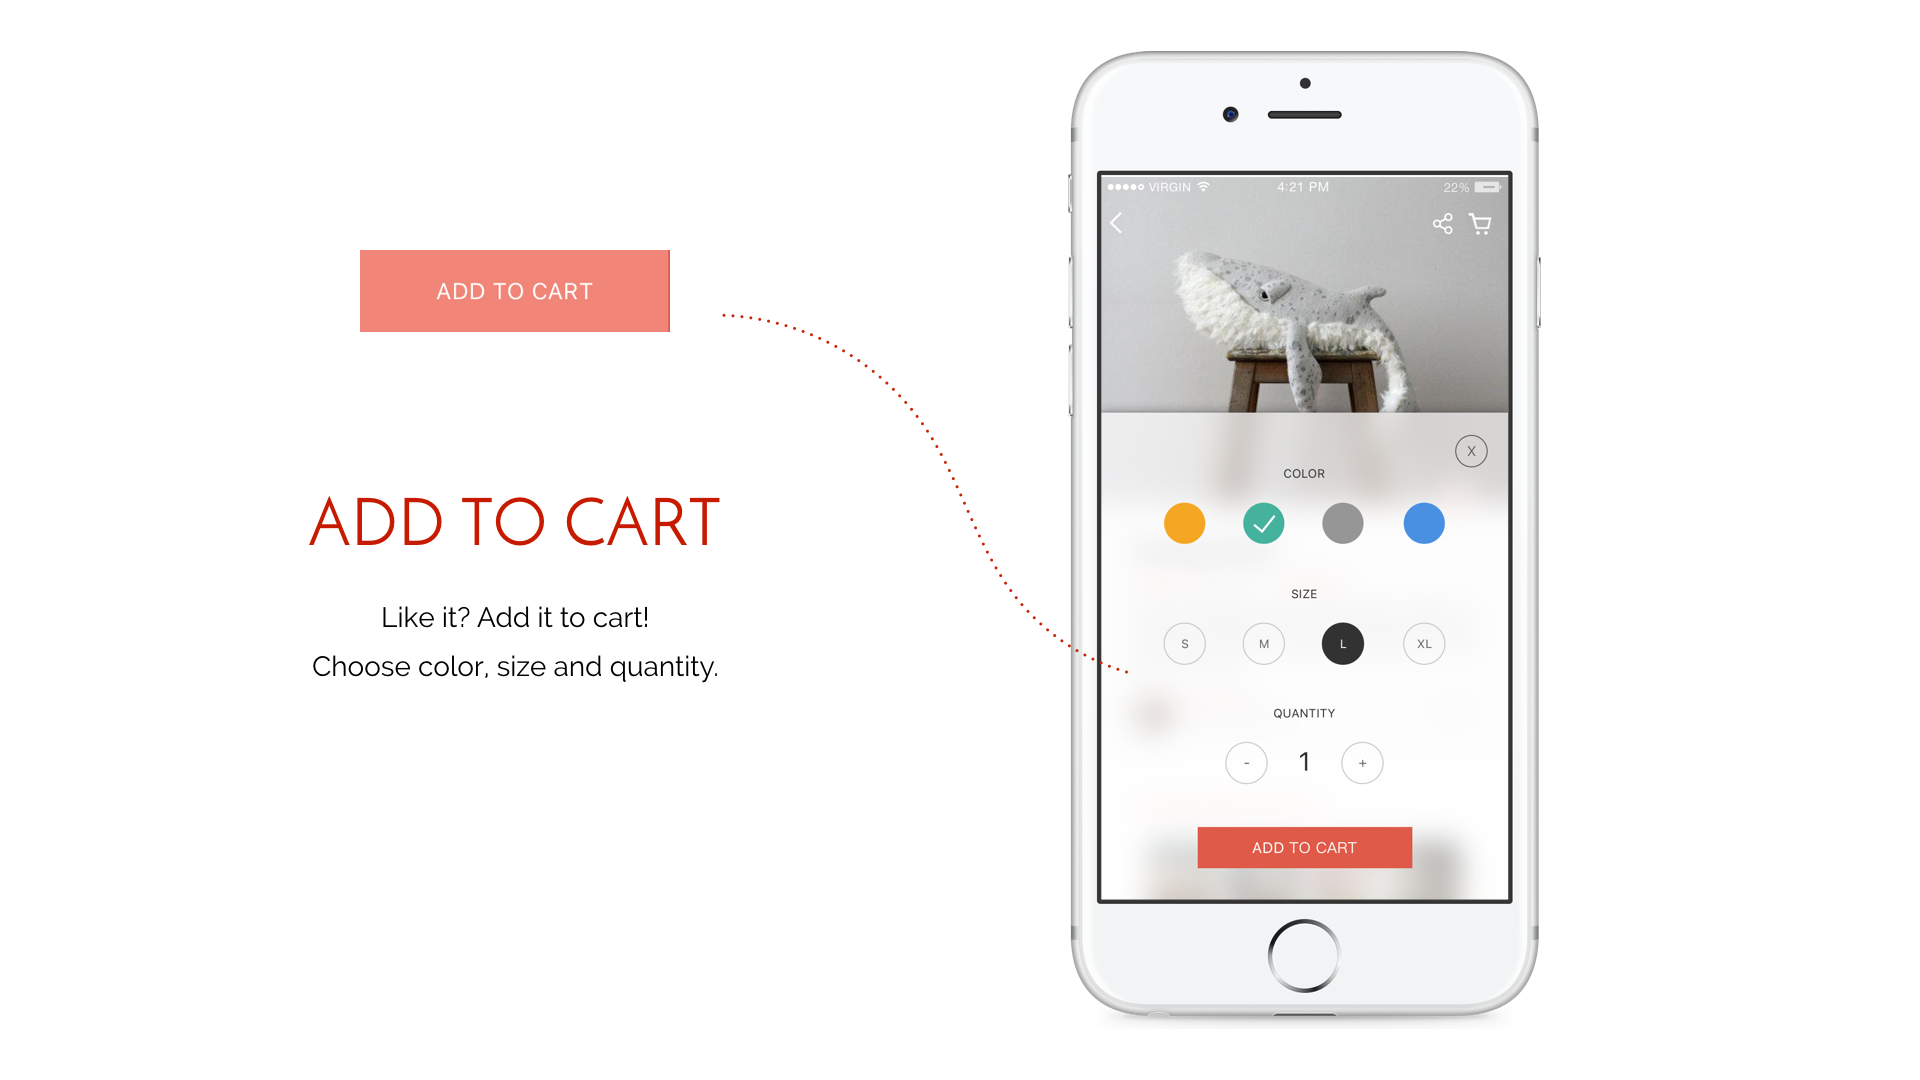 ADD TO CART
ADD TO CART
Like it? Add it to cart!
Choose color, size and quantity.
VIRGIN 4:21 PM 22%
X
COLOR
SIZE
S M L XL
QUANTITY
- 1 +
ADD TO CART